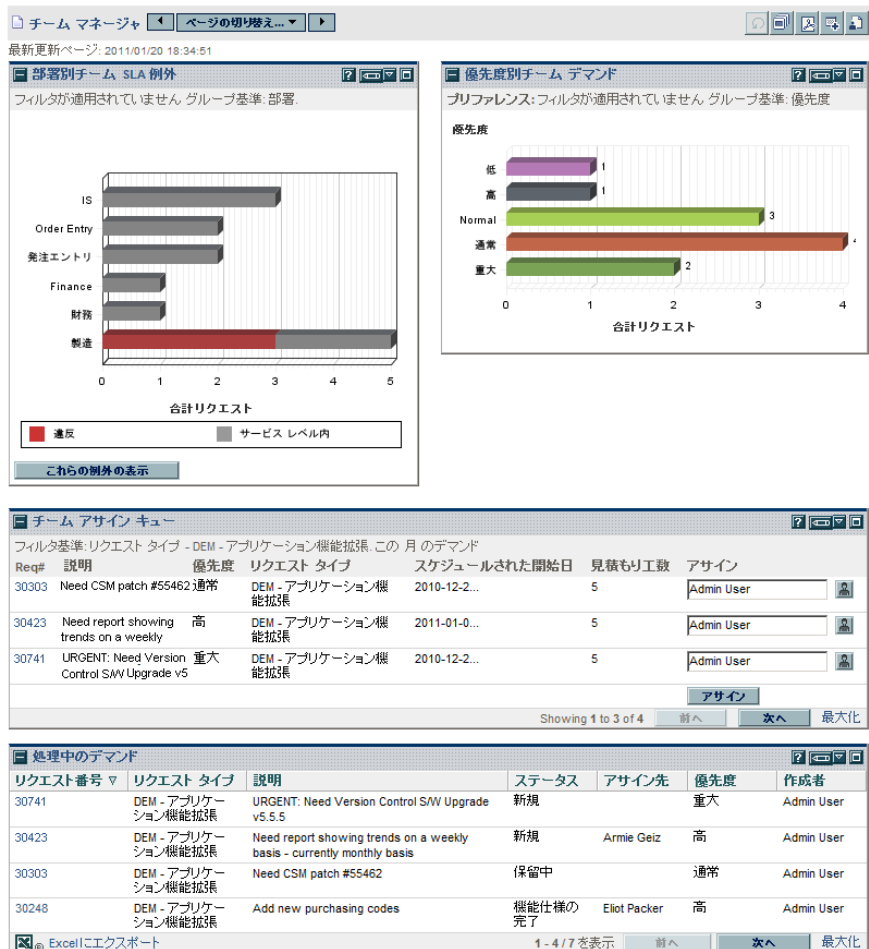 チーム マネージャ ページの切り替え...
最新更新ページ: 2011/01/20 18:34:51
部署別チーム SLA 例外
フィルタが適用されていません グループ基準: 部署.
IS
Order Entry
発注エントリ
Finance
財務
製造
0 1 2 3 4 5
合計リクエスト
違反 サービス レベル内
これらの例外の表示
優先度別チーム デマンド
プリファレンス: フィルタが適用されていません グループ基準: 優先度
優先度
低 1
高 1
Normal 3
通常 4
重大 2
0 1 2 3 4
合計リクエスト
チーム アサイン キュー
フィルタ基準: リクエスト タイプ - DEM - アプリケーション機能拡張. この 月 のデマンド
Req# 説明 優先度 リクエスト タイプ スケジュールされた開始日 見積もり工数 アサイン
30303 Need CSM patch #55462 通常 DEM - アプリケーション機 2010-12-2... 5 Admin User
能拡張
30423 Need report showing 高 DEM - アプリケーション機 2011-01-0... 5 Admin User
trends on a weekly 能拡張
30741 URGENT: Need Version 重大 DEM - アプリケーション機 2010-12-2... 5 Admin User
Control S/W Upgrade v5 能拡張
アサイン
Showing 1 to 3 of 4 前へ 次へ 最大化
処理中のデマンド
リクエスト番号 リクエスト タイプ 説明 ステータス アサイン先 優先度 作成者
30741 DEM - アプリケー URGENT: Need Version Control S/W Upgrade 新規 重大 Admin User
ション機能拡張 v5.5.5
30423 DEM - アプリケー Need report showing trends on a weekly 新規 Armie Geiz 高 Admin User
ション機能拡張 basis - currently monthly basis
30303 DEM - アプリケー Need CSM patch #55462 保留中 通常 Admin User
ション機能拡張
30248 DEM - アプリケー Add new purchasing codes 機能仕様の Eliot Packer 高 Admin User
ション機能拡張 完了
Excelにエクスポート 1 - 4 / 7 を表示 前へ 次へ 最大化